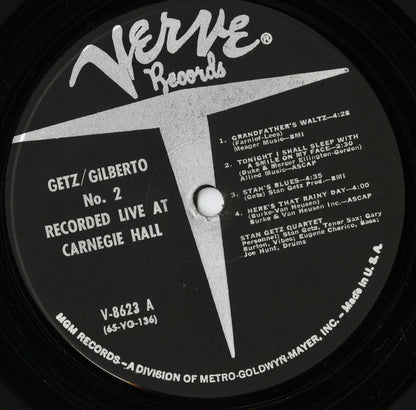 VERVE®
Records
GETZ/GILBERTO
No. 2
RECORDED LIVE AT
CARNEGIE HALL
V-8623 A
(65-VG-136)
1. GRANDFATHER'S WALTZ—4:28
(Farnlof-Lees)
Meager Music—BMI
2. TONIGHT I SHALL SLEEP WITH
A SMILE ON MY FACE—2:30
(Duke & Mercer Ellington-Gordon)
Allied Music—ASCAP
3. STAN'S BLUES—4:35
(Getz) Stan Getz Prod.—BMI
4. HERE'S THAT RAINY DAY—4:00
(Burke-Van Heusen)
Burke & Van Heusen Inc.—ASCAP
STAN GETZ QUARTET
Personnel: Stan Getz, Tenor Sax; Gary
Burton, Vibes; Eugene Cherico, Bass;
Joe Hunt, Drums
MGM RECORDS—A DIVISION OF METRO-GOLDWYN-MAYER, INC.—Made in U.S.A.